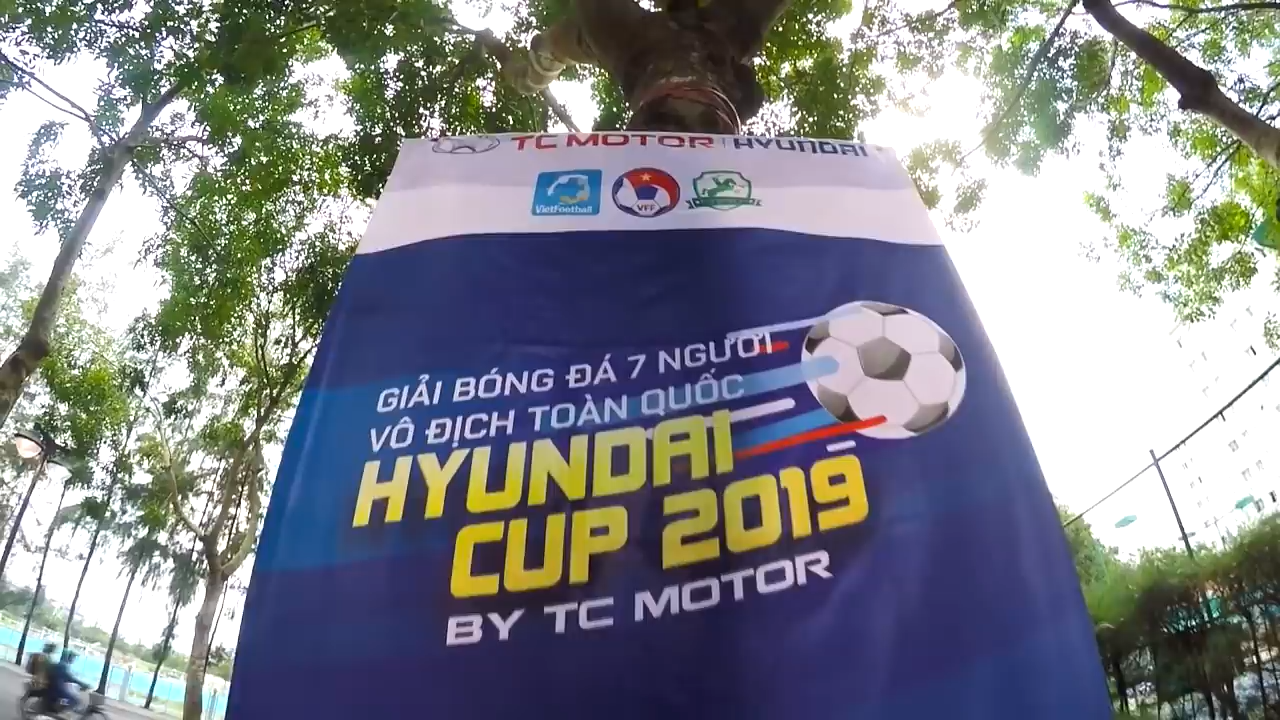 TC MOTOR | HYUNDAI
VietFootball
VFF
GIẢI BÓNG ĐÁ 7 NGƯỜI
VÔ ĐỊCH TOÀN QUỐC
HYUNDAI
CUP 2019
BY TC MOTOR